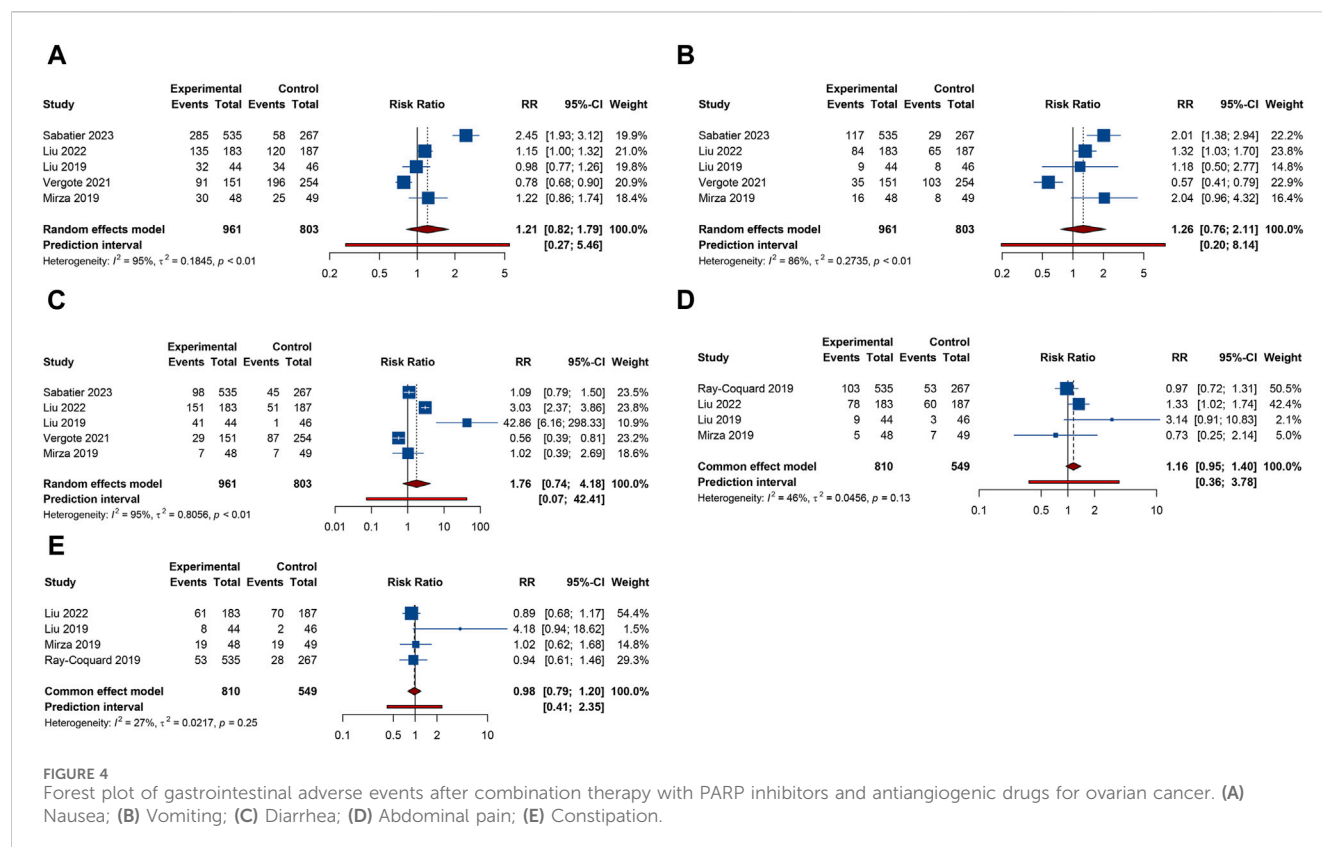 A
Experimental Control
Study Events Total Events Total Risk Ratio RR 95%-CI Weight
Sabatier 2023 285 535 58 267 2.45 [1.93; 3.12] 19.9%
Liu 2022 135 183 120 187 1.15 [1.00; 1.32] 21.0%
Liu 2019 32 44 34 46 0.98 [0.77; 1.26] 19.8%
Vergote 2021 91 151 196 254 0.78 [0.68; 0.90] 20.9%
Mirza 2019 30 48 25 49 1.22 [0.86; 1.74] 18.4%
Random effects model 961 803 1.21 [0.82; 1.79] 100.0%
Prediction interval [0.27; 5.46]
Heterogeneity: I² = 95%, τ² = 0.1845, p < 0.01
0.2 0.5 1 2 5
B
Experimental Control
Study Events Total Events Total Risk Ratio RR 95%-CI Weight
Sabatier 2023 117 535 29 267 2.01 [1.38; 2.94] 22.2%
Liu 2022 84 183 65 187 1.32 [1.03; 1.70] 23.8%
Liu 2019 9 44 8 46 1.18 [0.50; 2.77] 14.8%
Vergote 2021 35 151 103 254 0.57 [0.41; 0.79] 22.9%
Mirza 2019 16 48 8 49 2.04 [0.96; 4.32] 16.4%
Random effects model 961 803 1.26 [0.76; 2.11] 100.0%
Prediction interval [0.20; 8.14]
Heterogeneity: I² = 86%, τ² = 0.2735, p < 0.01
0.2 0.5 1 2 5
C
Experimental Control
Study Events Total Events Total Risk Ratio RR 95%-CI Weight
Sabatier 2023 98 535 45 267 1.09 [0.79; 1.50] 23.5%
Liu 2022 151 183 51 187 3.03 [2.37; 3.86] 23.8%
Liu 2019 41 44 1 46 42.86 [6.16; 298.33] 10.9%
Vergote 2021 29 151 87 254 0.56 [0.39; 0.81] 23.2%
Mirza 2019 7 48 7 49 1.02 [0.39; 2.69] 18.6%
Random effects model 961 803 1.76 [0.74; 4.18] 100.0%
Prediction interval [0.07; 42.41]
Heterogeneity: I² = 95%, τ² = 0.8056, p < 0.01
0.01 0.1 1 10 100
D
Experimental Control
Study Events Total Events Total Risk Ratio RR 95%-CI Weight
Ray-Coquard 2019 103 535 53 267 0.97 [0.72; 1.31] 50.5%
Liu 2022 78 183 60 187 1.33 [1.02; 1.74] 42.4%
Liu 2019 9 44 3 46 3.14 [0.91; 10.83] 2.1%
Mirza 2019 5 48 7 49 0.73 [0.25; 2.14] 5.0%
Common effect model 810 549 1.16 [0.95; 1.40] 100.0%
Prediction interval [0.36; 3.78]
Heterogeneity: I² = 46%, τ² = 0.0456, p = 0.13
0.1 0.5 1 2 10
E
Experimental Control
Study Events Total Events Total Risk Ratio RR 95%-CI Weight
Liu 2022 61 183 70 187 0.89 [0.68; 1.17] 54.4%
Liu 2019 8 44 2 46 4.18 [0.94; 18.62] 1.5%
Mirza 2019 19 48 19 49 1.02 [0.62; 1.68] 14.8%
Ray-Coquard 2019 53 535 28 267 0.94 [0.61; 1.46] 29.3%
Common effect model 810 549 0.98 [0.79; 1.20] 100.0%
Prediction interval [0.41; 2.35]
Heterogeneity: I² = 27%, τ² = 0.0217, p = 0.25
0.1 0.5 1 2 10
FIGURE 4
Forest plot of gastrointestinal adverse events after combination therapy with PARP inhibitors and antiangiogenic drugs for ovarian cancer. (A)
Nausea; (B) Vomiting; (C) Diarrhea; (D) Abdominal pain; (E) Constipation.